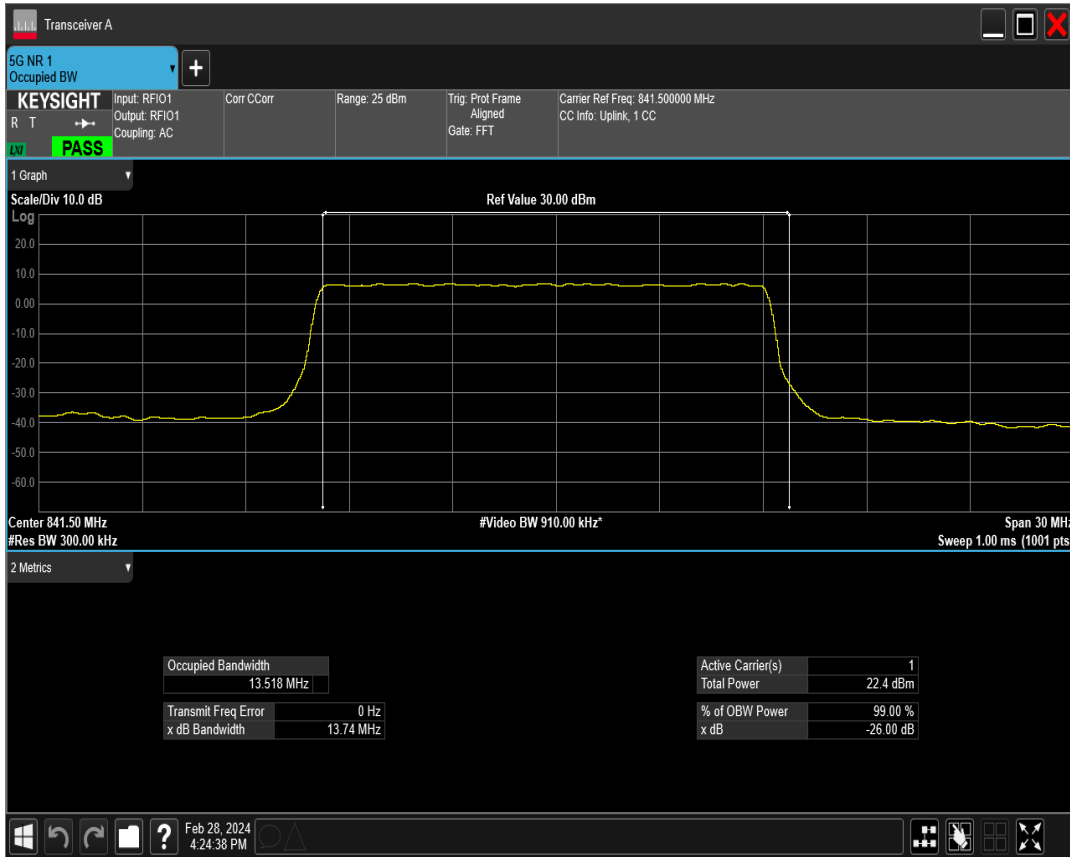 Transceiver A
5G NR 1
Occupied BW
KEYSIGHT
R T
LXI
PASS
Input: RFIO1
Output: RFIO1
Coupling: AC
Corr CCorr
Range: 25 dBm
Trig: Prot Frame
Aligned
Gate: FFT
Carrier Ref Freq: 841.500000 MHz
CC Info: Uplink, 1 CC
1 Graph
Scale/Div 10.0 dB
Ref Value 30.00 dBm
Log
20.0
10.0
0.00
-10.0
-20.0
-30.0
-40.0
-50.0
-60.0
Center 841.50 MHz
#Video BW 910.00 kHz*
Span 30 MHz
#Res BW 300.00 kHz
Sweep 1.00 ms (1001 pts
2 Metrics
Occupied Bandwidth
13.518 MHz
Transmit Freq Error 0 Hz
x dB Bandwidth 13.74 MHz
Active Carrier(s) 1
Total Power 22.4 dBm
% of OBW Power 99.00 %
x dB -26.00 dB
Feb 28, 2024
4:24:38 PM